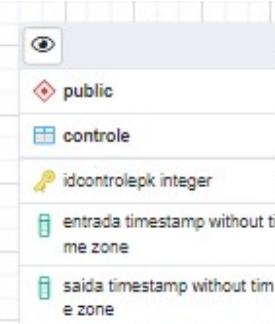 public
controle
idcontrolepk integer
entrada timestamp without ti
me zone
saida timestamp without tim
e zone